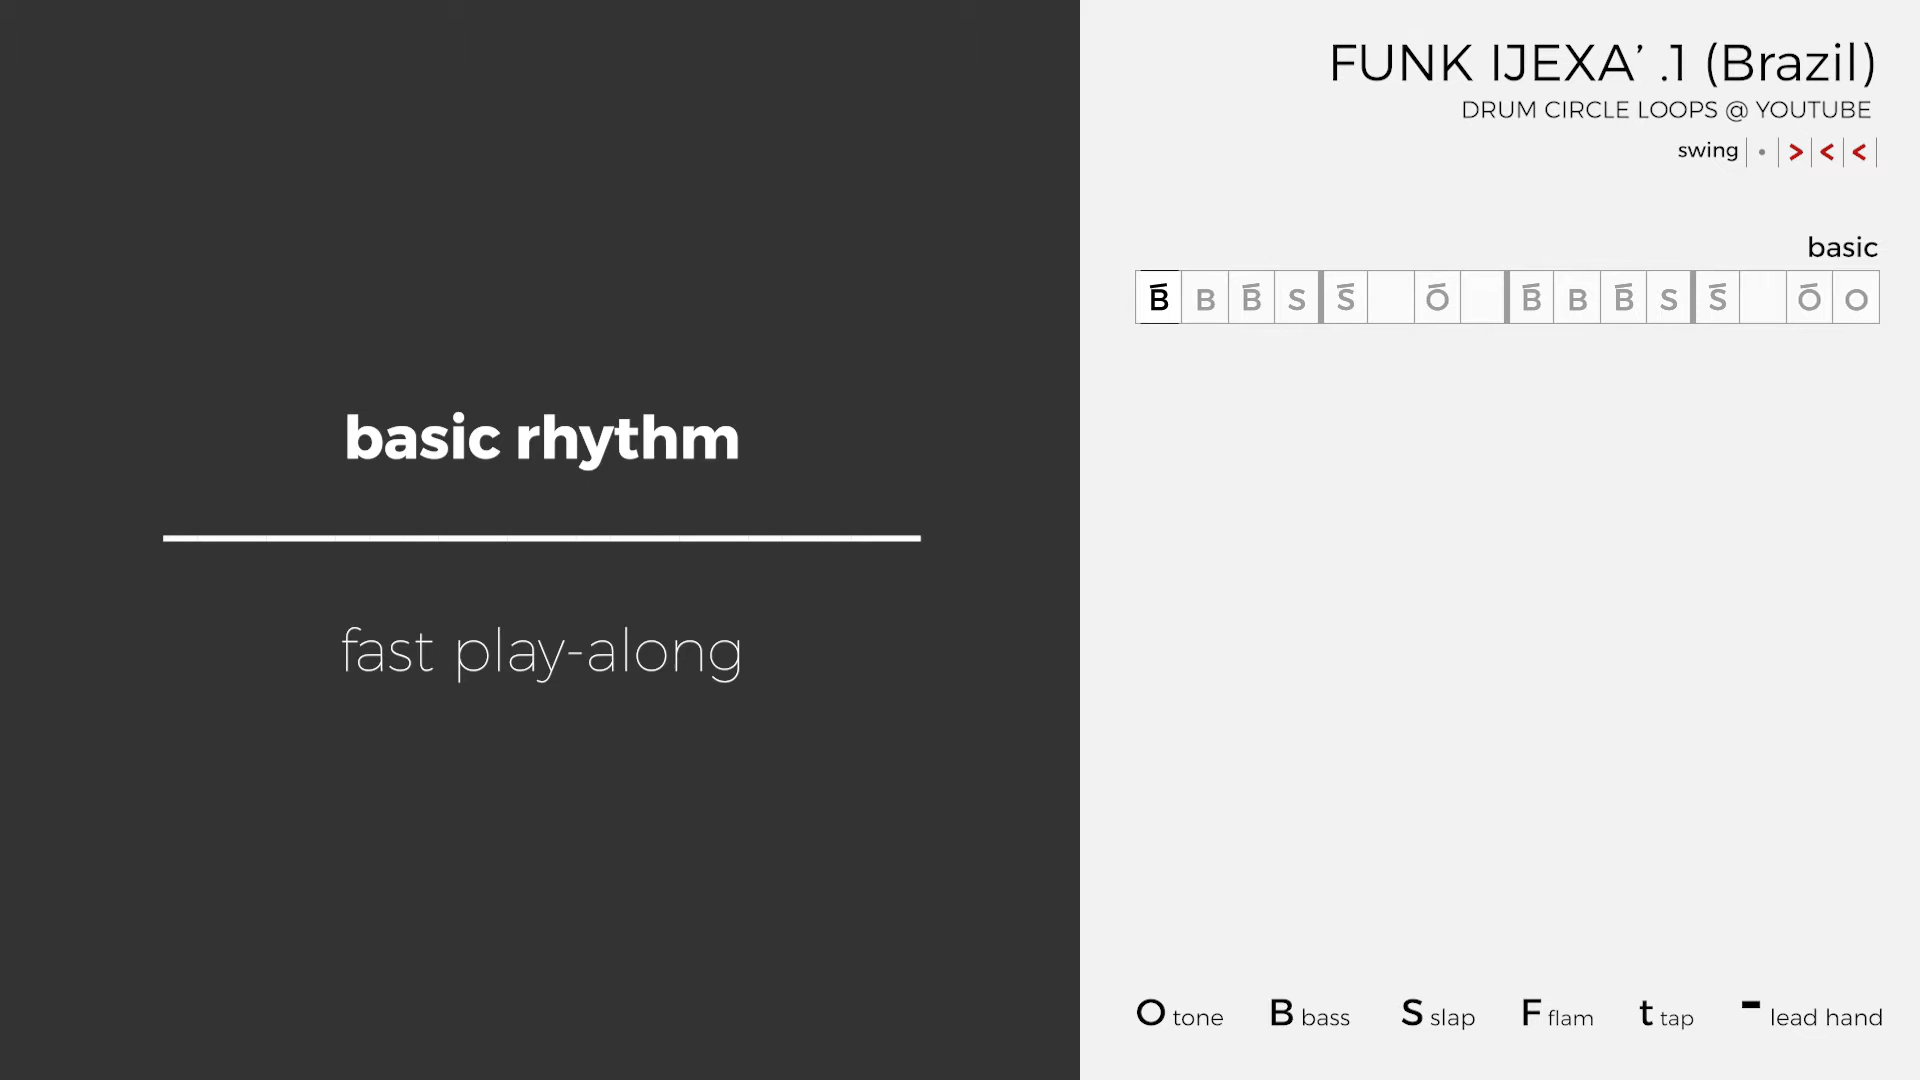 basic rhythm
fast play-along
FUNK IJEXA’ .1 (Brazil)
DRUM CIRCLE LOOPS @ YOUTUBE
swing • > < <
basic
B̄ B B̄ S S̄ Ō B̄ B B̄ S S̄ Ō O
O tone B bass S slap F flam t tap - lead hand